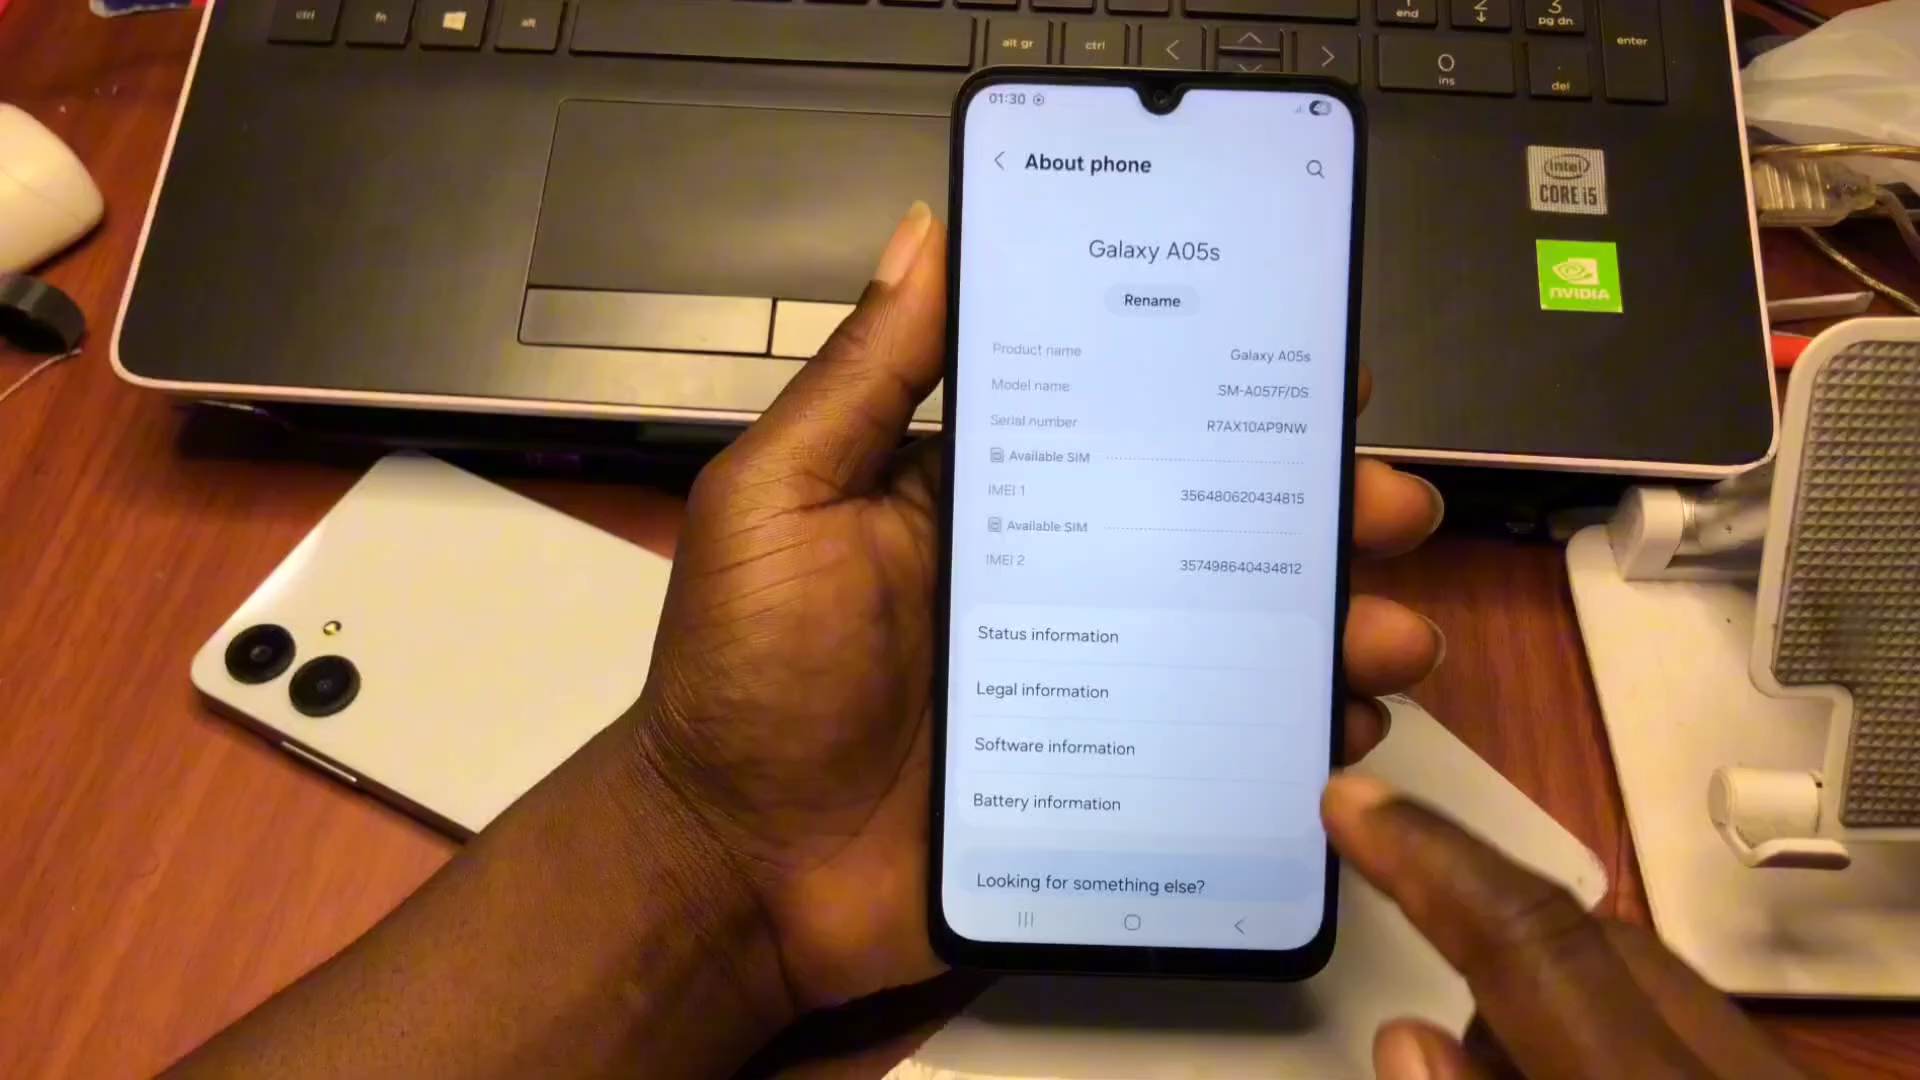 ctrl
fn
alt
alt gr
ctrl
end
2
3
pg dn
enter
0
ins
.
del
intel
CORE i5
nVIDIA
01:30
About phone
Galaxy A05s
Rename
Product name Galaxy A05s
Model name SM-A057F/DS
Serial number R7AX10AP9NW
Available SIM
IMEI 1 356480620434815
Available SIM
IMEI 2 357498640434812
Status information
Legal information
Software information
Battery information
Looking for something else?